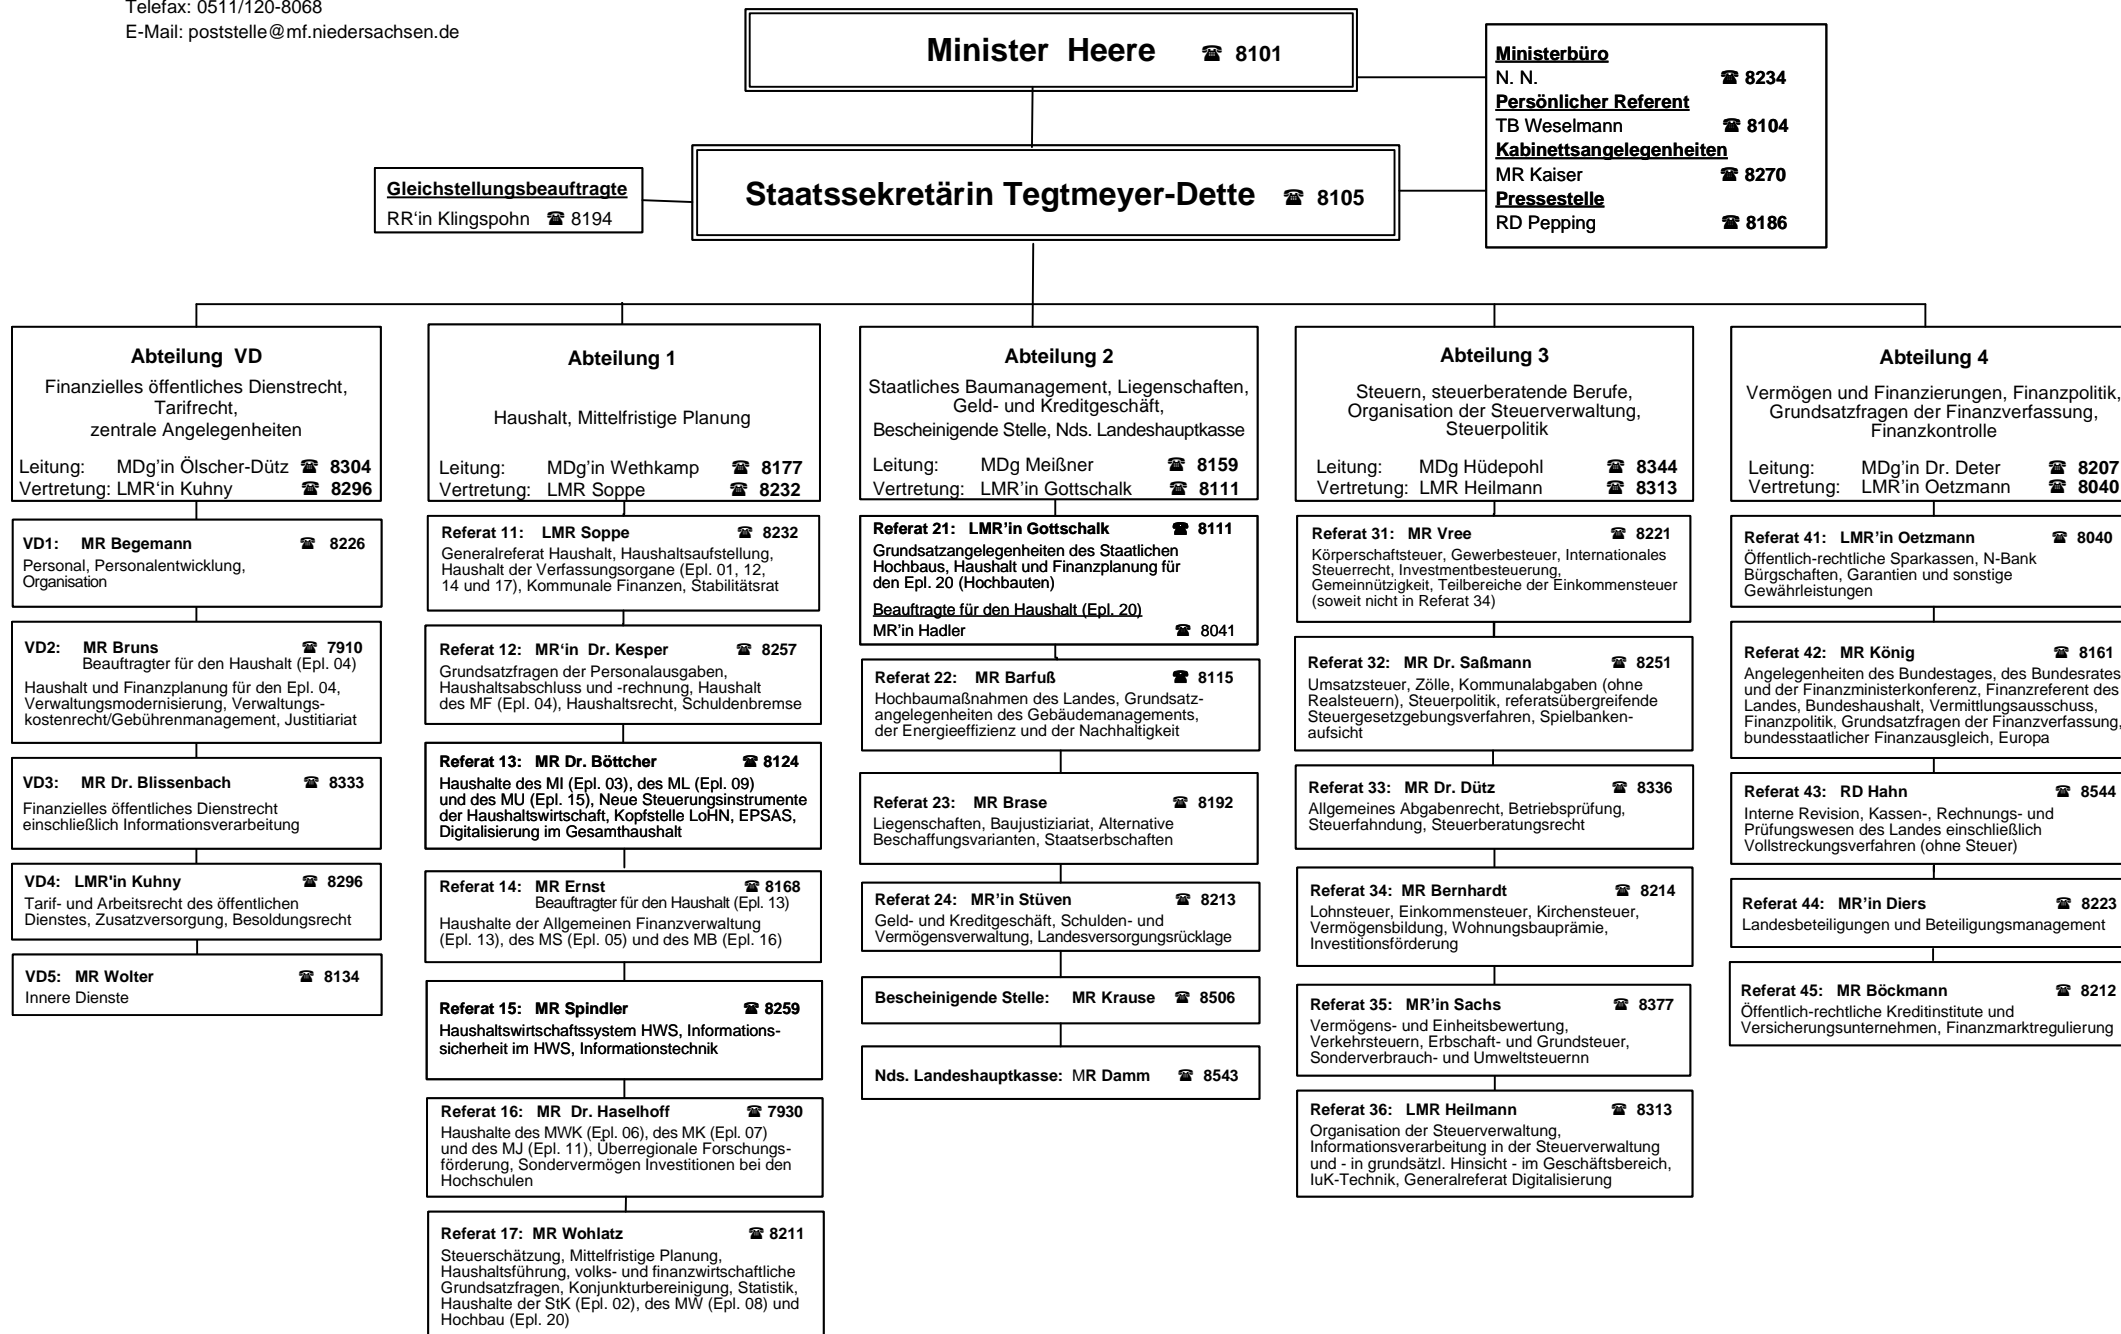 Telefax: 0511/120-8068
E-Mail: poststelle@mf.niedersachsen.de
Minister Heere ☎ 8101
Ministerbüro
N. N. ☎ 8234
Persönlicher Referent
TB Weselmann ☎ 8104
Kabinettsangelegenheiten
MR Kaiser ☎ 8270
Pressestelle
RD Pepping ☎ 8186
Staatssekretärin Tegtmeyer-Dette ☎ 8105
Gleichstellungsbeauftragte
RR‘in Klingspohn ☎ 8194
Abteilung VD
Finanzielles öffentliches Dienstrecht,
Tarifrecht,
zentrale Angelegenheiten
Leitung: MDg’in Ölscher-Dütz ☎ 8304
Vertretung: LMR‘in Kuhny ☎ 8296
VD1: MR Begemann ☎ 8226
Personal, Personalentwicklung,
Organisation
VD2: MR Bruns ☎ 7910
Beauftragter für den Haushalt (Epl. 04)
Haushalt und Finanzplanung für den Epl. 04,
Verwaltungsmodernisierung, Verwaltungs-
kostenrecht/Gebührenmanagement, Justitiariat
VD3: MR Dr. Blissenbach ☎ 8333
Finanzielles öffentliches Dienstrecht
einschließlich Informationsverarbeitung
VD4: LMR'in Kuhny ☎ 8296
Tarif- und Arbeitsrecht des öffentlichen
Dienstes, Zusatzversorgung, Besoldungsrecht
VD5: MR Wolter ☎ 8134
Innere Dienste
Abteilung 1
Haushalt, Mittelfristige Planung
Leitung: MDg’in Wethkamp ☎ 8177
Vertretung: LMR Soppe ☎ 8232
Referat 11: LMR Soppe ☎ 8232
Generalreferat Haushalt, Haushaltsaufstellung,
Haushalt der Verfassungsorgane (Epl. 01, 12,
14 und 17), Kommunale Finanzen, Stabilitätsrat
Referat 12: MR‘in Dr. Kesper ☎ 8257
Grundsatzfragen der Personalausgaben,
Haushaltsabschluss und -rechnung, Haushalt
des MF (Epl. 04), Haushaltsrecht, Schuldenbremse
Referat 13: MR Dr. Böttcher ☎ 8124
Haushalte des MI (Epl. 03), des ML (Epl. 09)
und des MU (Epl. 15), Neue Steuerungsinstrumente
der Haushaltswirtschaft, Kopfstelle LoHN, EPSAS,
Digitalisierung im Gesamthaushalt
Referat 14: MR Ernst ☎ 8168
Beauftragter für den Haushalt (Epl. 13)
Haushalte der Allgemeinen Finanzverwaltung
(Epl. 13), des MS (Epl. 05) und des MB (Epl. 16)
Referat 15: MR Spindler ☎ 8259
Haushaltswirtschaftssystem HWS, Informations-
sicherheit im HWS, Informationstechnik
Referat 16: MR Dr. Haselhoff ☎ 7930
Haushalte des MWK (Epl. 06), des MK (Epl. 07)
und des MJ (Epl. 11), Überregionale Forschungs-
förderung, Sondervermögen Investitionen bei den
Hochschulen
Referat 17: MR Wohlatz ☎ 8211
Steuerschätzung, Mittelfristige Planung,
Haushaltsführung, volks- und finanzwirtschaftliche
Grundsatzfragen, Konjunkturbereinigung, Statistik,
Haushalte der StK (Epl. 02), des MW (Epl. 08) und
Hochbau (Epl. 20)
Abteilung 2
Staatliches Baumanagement, Liegenschaften,
Geld- und Kreditgeschäft,
Bescheinigende Stelle, Nds. Landeshauptkasse
Leitung: MDg Meißner ☎ 8159
Vertretung: LMR’in Gottschalk ☎ 8111
Referat 21: LMR’in Gottschalk ☎ 8111
Grundsatzangelegenheiten des Staatlichen
Hochbaus, Haushalt und Finanzplanung für
den Epl. 20 (Hochbauten)
Beauftragte für den Haushalt (Epl. 20)
MR’in Hadler ☎ 8041
Referat 22: MR Barfuß ☎ 8115
Hochbaumaßnahmen des Landes, Grundsatz-
angelegenheiten des Gebäudemanagements,
der Energieeffizienz und der Nachhaltigkeit
Referat 23: MR Brase ☎ 8192
Liegenschaften, Baujustiziariat, Alternative
Beschaffungsvarianten, Staatserbschaften
Referat 24: MR’in Stüven ☎ 8213
Geld- und Kreditgeschäft, Schulden- und
Vermögensverwaltung, Landesversorgungsrücklage
Bescheinigende Stelle: MR Krause ☎ 8506
Nds. Landeshauptkasse: MR Damm ☎ 8543
Abteilung 3
Steuern, steuerberatende Berufe,
Organisation der Steuerverwaltung,
Steuerpolitik
Leitung: MDg Hüdepohl ☎ 8344
Vertretung: LMR Heilmann ☎ 8313
Referat 31: MR Vree ☎ 8221
Körperschaftsteuer, Gewerbesteuer, Internationales
Steuerrecht, Investmentbesteuerung,
Gemeinnützigkeit, Teilbereiche der Einkommensteuer
(soweit nicht in Referat 34)
Referat 32: MR Dr. Saßmann ☎ 8251
Umsatzsteuer, Zölle, Kommunalabgaben (ohne
Realsteuern), Steuerpolitik, referatsübergreifende
Steuergesetzgebungsverfahren, Spielbanken-
aufsicht
Referat 33: MR Dr. Dütz ☎ 8336
Allgemeines Abgabenrecht, Betriebsprüfung,
Steuerfahndung, Steuerberatungsrecht
Referat 34: MR Bernhardt ☎ 8214
Lohnsteuer, Einkommensteuer, Kirchensteuer,
Vermögensbildung, Wohnungsbauprämie,
Investitionsförderung
Referat 35: MR’in Sachs ☎ 8377
Vermögens- und Einheitsbewertung,
Verkehrsteuern, Erbschaft- und Grundsteuer,
Sonderverbrauch- und Umweltsteuernn
Referat 36: LMR Heilmann ☎ 8313
Organisation der Steuerverwaltung,
Informationsverarbeitung in der Steuerverwaltung
und - in grundsätzl. Hinsicht - im Geschäftsbereich,
IuK-Technik, Generalreferat Digitalisierung
Abteilung 4
Vermögen und Finanzierungen, Finanzpolitik,
Grundsatzfragen der Finanzverfassung,
Finanzkontrolle
Leitung: MDg’in Dr. Deter ☎ 8207
Vertretung: LMR’in Oetzmann ☎ 8040
Referat 41: LMR’in Oetzmann ☎ 8040
Öffentlich-rechtliche Sparkassen, N-Bank
Bürgschaften, Garantien und sonstige
Gewährleistungen
Referat 42: MR König ☎ 8161
Angelegenheiten des Bundestages, des Bundesrates
und der Finanzministerkonferenz, Finanzreferent des
Landes, Bundeshaushalt, Vermittlungsausschuss,
Finanzpolitik, Grundsatzfragen der Finanzverfassung,
bundesstaatlicher Finanzausgleich, Europa
Referat 43: RD Hahn ☎ 8544
Interne Revision, Kassen-, Rechnungs- und
Prüfungswesen des Landes einschließlich
Vollstreckungsverfahren (ohne Steuer)
Referat 44: MR’in Diers ☎ 8223
Landesbeteiligungen und Beteiligungsmanagement
Referat 45: MR Böckmann ☎ 8212
Öffentlich-rechtliche Kreditinstitute und
Versicherungsunternehmen, Finanzmarktregulierung